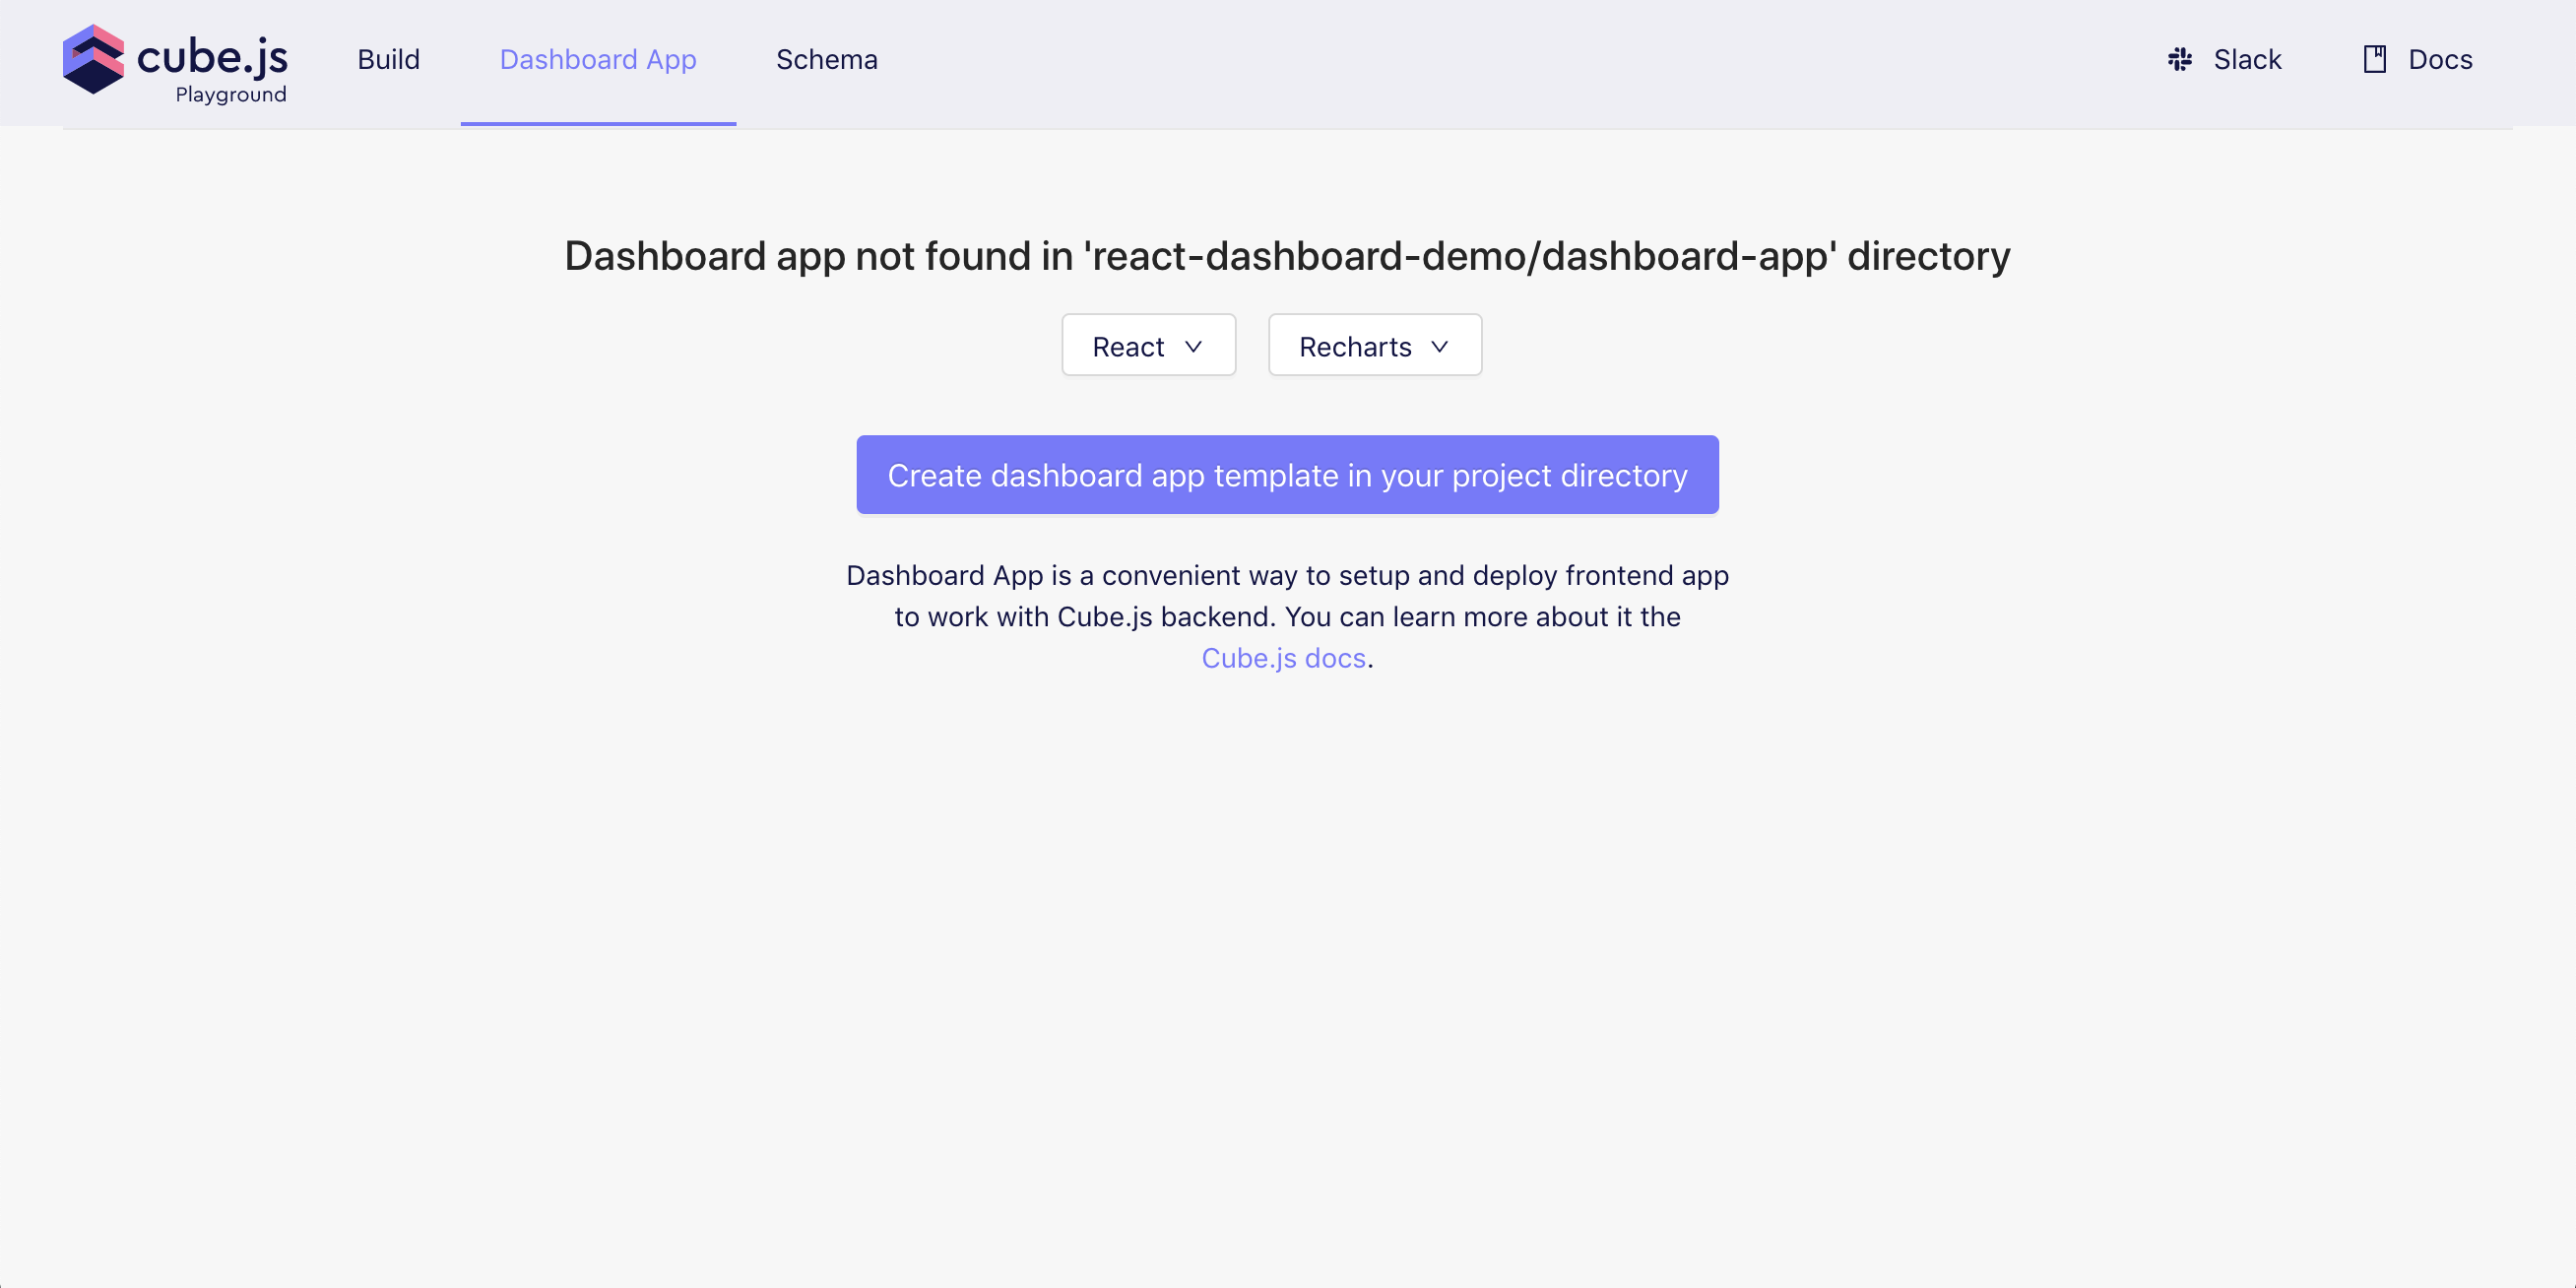 cube.js
Playground
Build
Dashboard App
Schema
Slack
Docs
Dashboard app not found in 'react-dashboard-demo/dashboard-app' directory
React
Recharts
Create dashboard app template in your project directory
Dashboard App is a convenient way to setup and deploy frontend app
to work with Cube.js backend. You can learn more about it the
Cube.js docs.